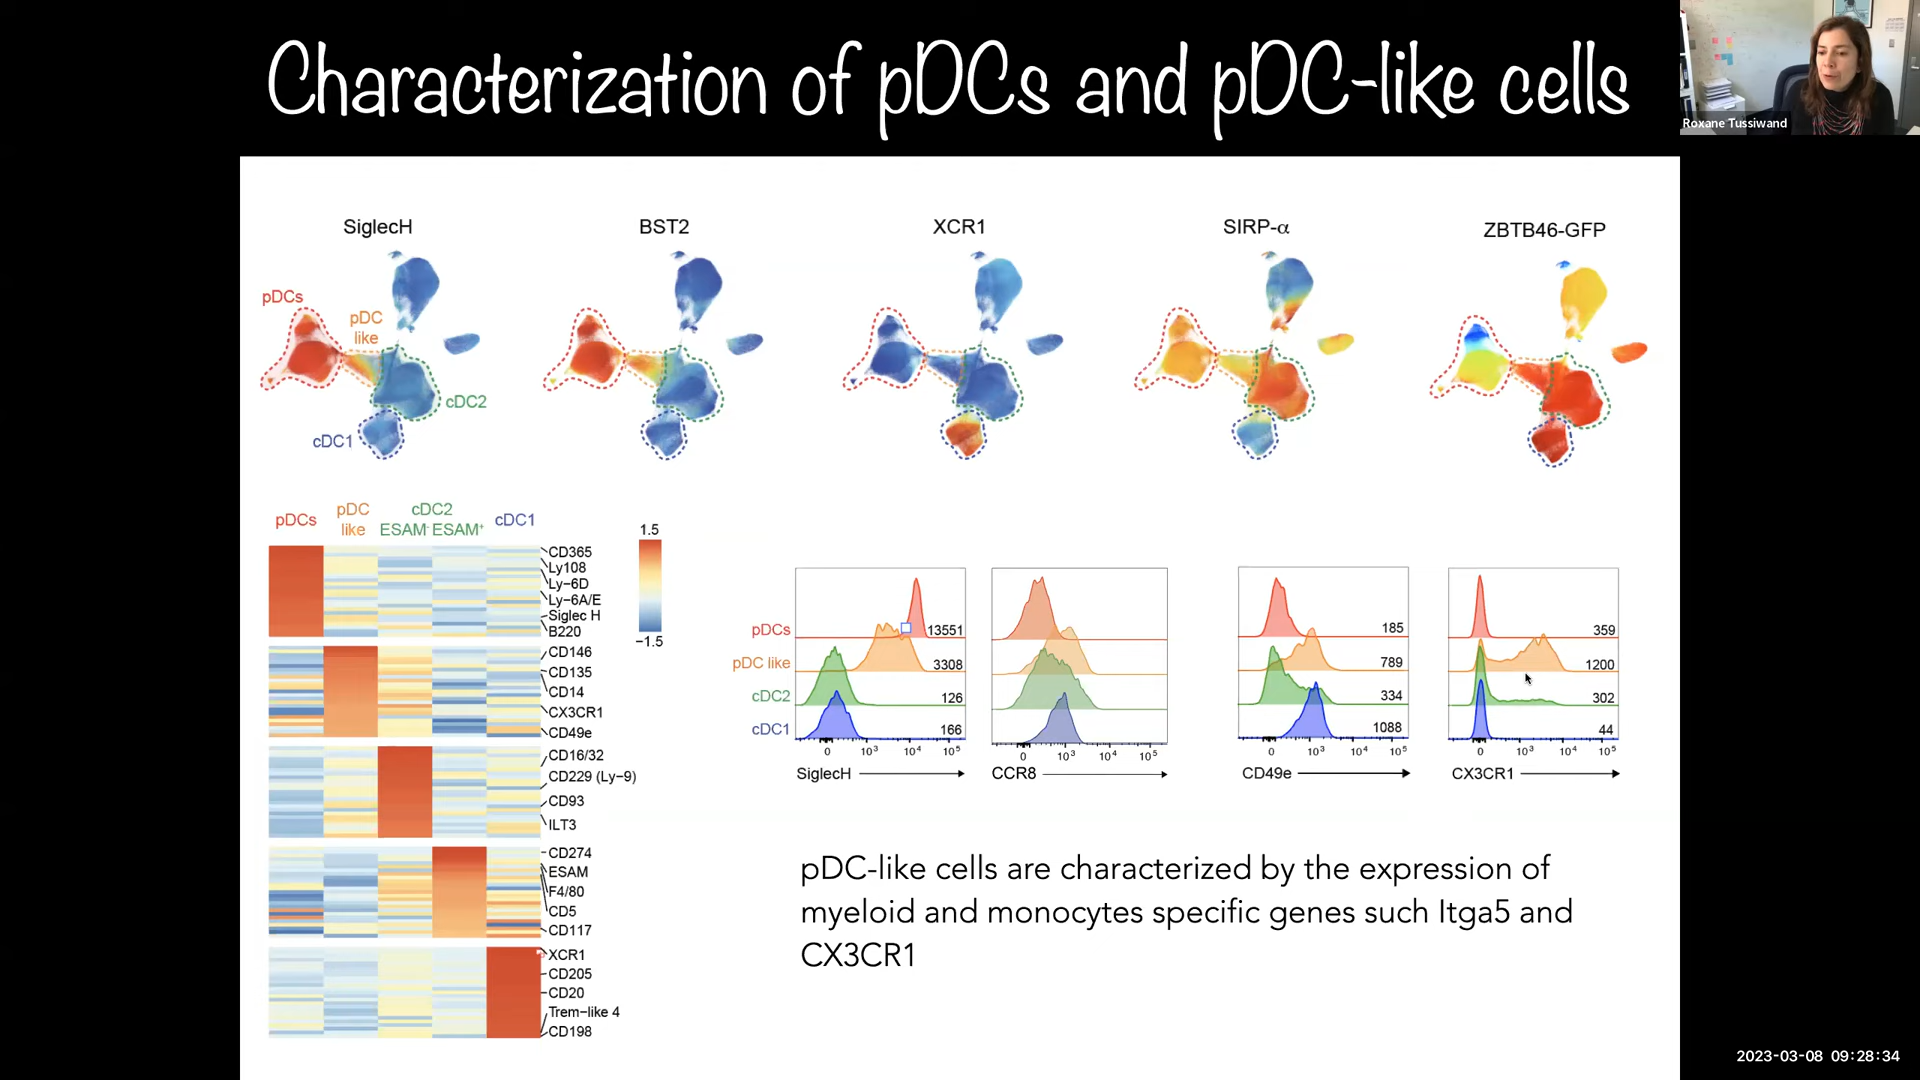 Characterization of pDCs and pDC-like cells
Roxane Tussiwand
SiglecH
BST2
XCR1
SIRP-α
ZBTB46-GFP
pDCs
pDC
like
cDC2
cDC1
pDCs
pDC
like
cDC2
ESAM⁻ ESAM⁺
cDC1
CD365
Ly108
Ly-6D
Ly-6A/E
Siglec H
B220
CD146
CD135
CD14
CX3CR1
CD49e
CD16/32
CD229 (Ly-9)
CD93
ILT3
CD274
ESAM
F4/80
CD5
CD117
XCR1
CD205
CD20
Trem-like 4
CD198
1.5
−1.5
pDCs
pDC like
cDC2
cDC1
13551
3308
126
166
0 10³ 10⁴ 10⁵
SiglecH
0 10³ 10⁴ 10⁵
CCR8
185
789
334
1088
0 10³ 10⁴ 10⁵
CD49e
359
1200
302
44
0 10³ 10⁴ 10⁵
CX3CR1
pDC-like cells are characterized by the expression of
myeloid and monocytes specific genes such Itga5 and
CX3CR1
2023-03-08 09:28:34